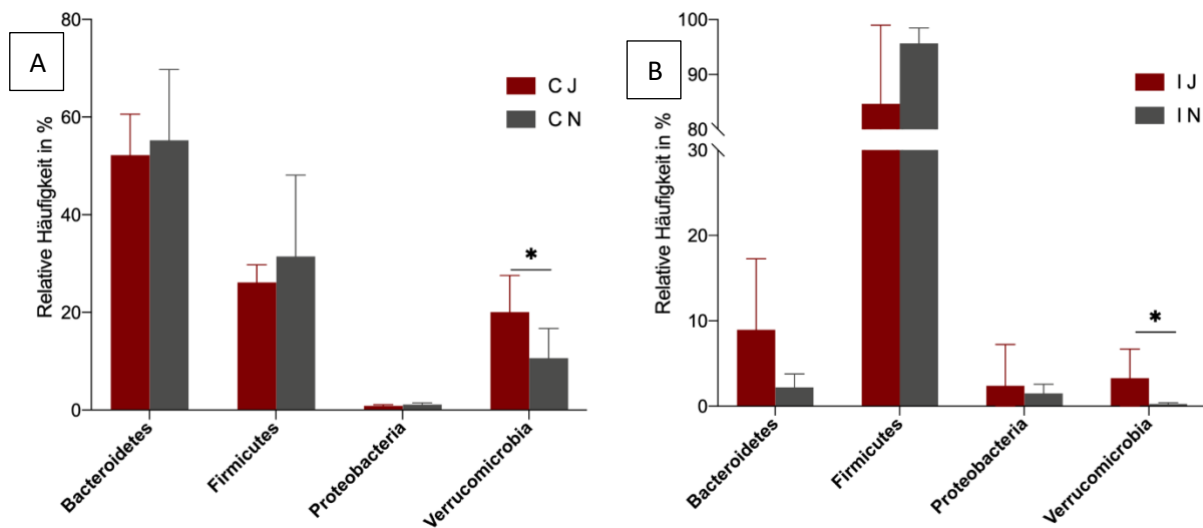 A
Relative Häufigkeit in %
80
60
40
20
0
C J
C N
*
Bacteroidetes
Firmicutes
Proteobacteria
Verrucomicrobia
B
Relative Häufigkeit in %
100
90
80
30
20
10
0
I J
I N
*
Bacteroidetes
Firmicutes
Proteobacteria
Verrucomicrobia